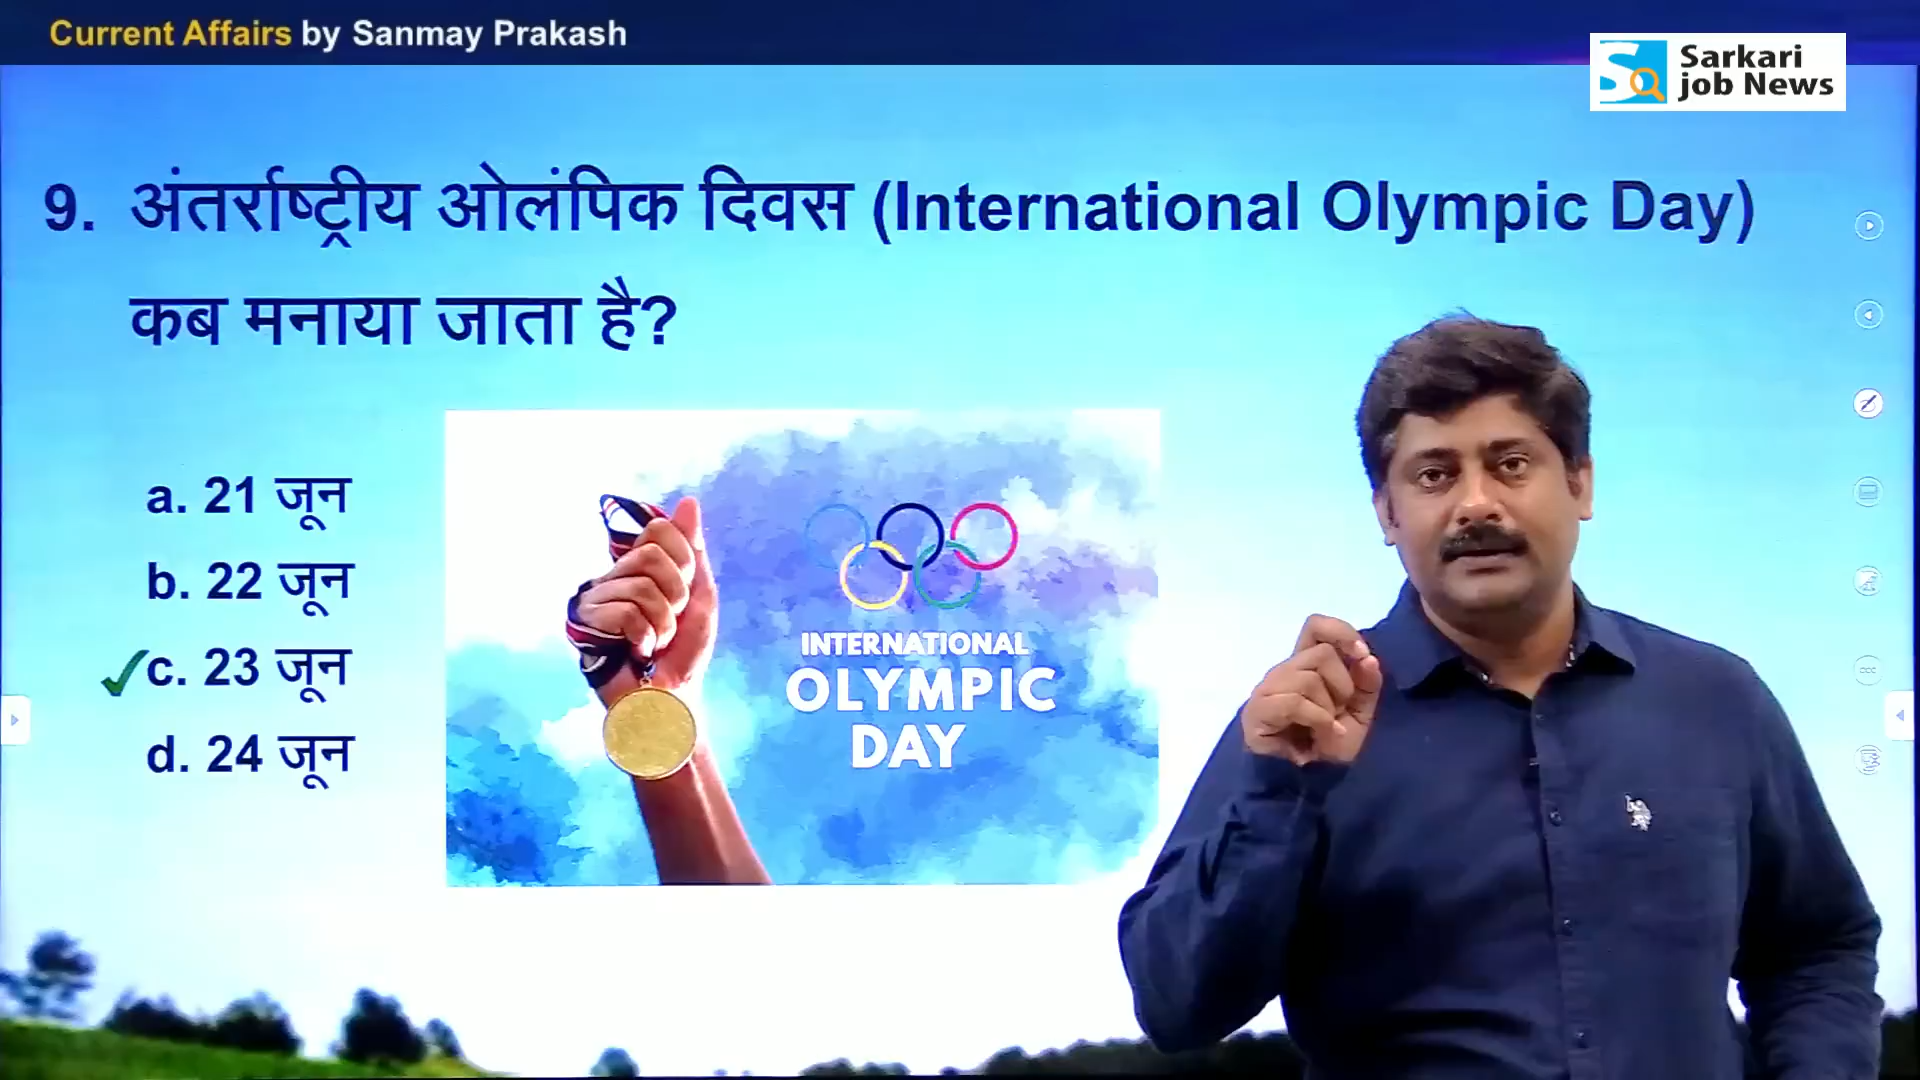 Current Affairs by Sanmay Prakash
Sarkari
job News
9. अंतर्राष्ट्रीय ओलंपिक दिवस (International Olympic Day)
कब मनाया जाता है?
a. 21 जून
b. 22 जून
c. 23 जून
d. 24 जून
INTERNATIONAL
OLYMPIC
DAY